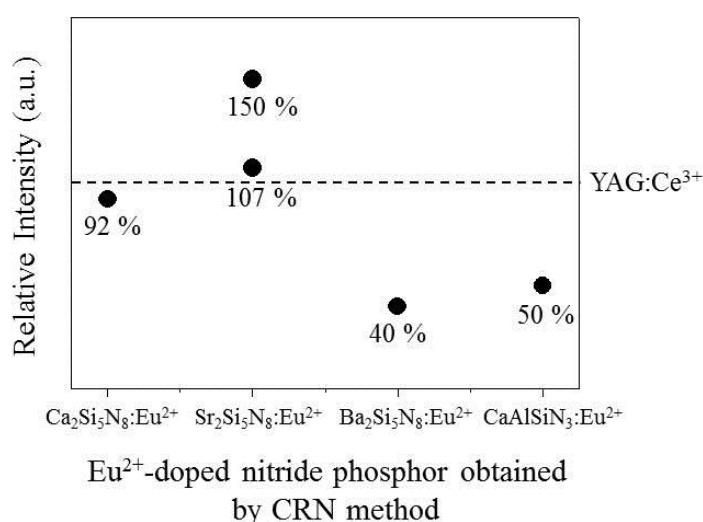 Relative Intensity (a.u.)
150 %
107 %
YAG:Ce³⁺
92 %
40 %
50 %
Ca₂Si₅N₈:Eu²⁺ Sr₂Si₅N₈:Eu²⁺ Ba₂Si₅N₈:Eu²⁺ CaAlSiN₃:Eu²⁺
Eu²⁺-doped nitride phosphor obtained
by CRN method